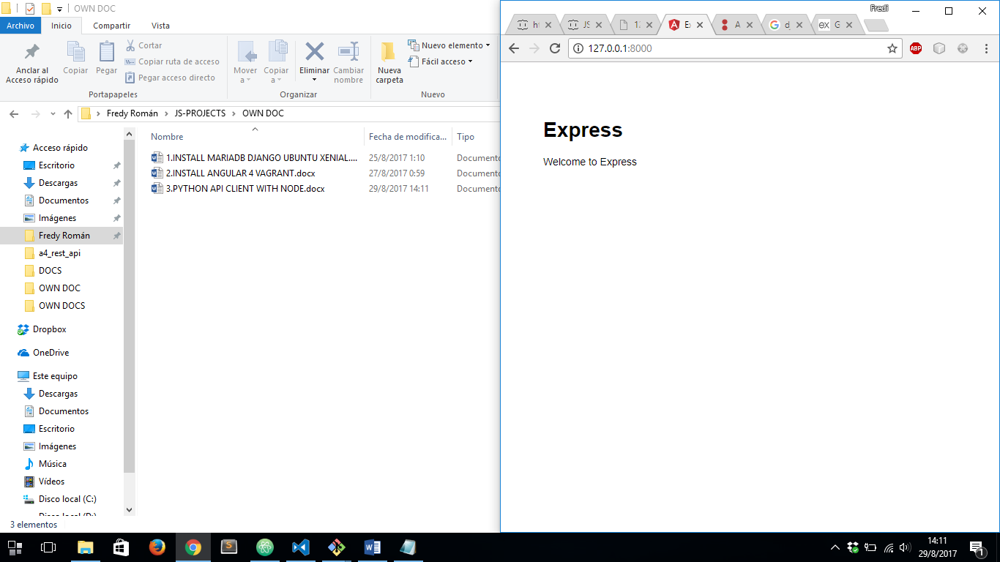 OWN DOC
Archivo Inicio Compartir Vista
Anclar al Acceso rápido
Copiar
Pegar
Cortar
Copiar ruta de acceso
Pegar acceso directo
Portapapeles
Mover a
Copiar a
Eliminar
Cambiar nombre
Organizar
Nueva carpeta
Nuevo elemento
Fácil acceso
Nuevo
Fredy Román JS-PROJECTS OWN DOC
Acceso rápido
Escritorio
Descargas
Documentos
Imágenes
Fredy Román
a4_rest_api
DOCS
OWN DOC
OWN DOCS
Dropbox
OneDrive
Este equipo
Descargas
Documentos
Escritorio
Imágenes
Música
Vídeos
Disco local (C:)
Disco local (D:)
Nombre Fecha de modifica... Tipo
1.INSTALL MARIADB DJANGO UBUNTU XENIAL.... 25/8/2017 1:10 Documento
2.INSTALL ANGULAR 4 VAGRANT.docx 27/8/2017 0:59 Documento
3.PYTHON API CLIENT WITH NODE.docx 29/8/2017 14:11 Documento
3 elementos
Fredi
ht JS 12 Ex A G d ex G
127.0.0.1:8000
ABP
Express
Welcome to Express
14:11
29/8/2017
1